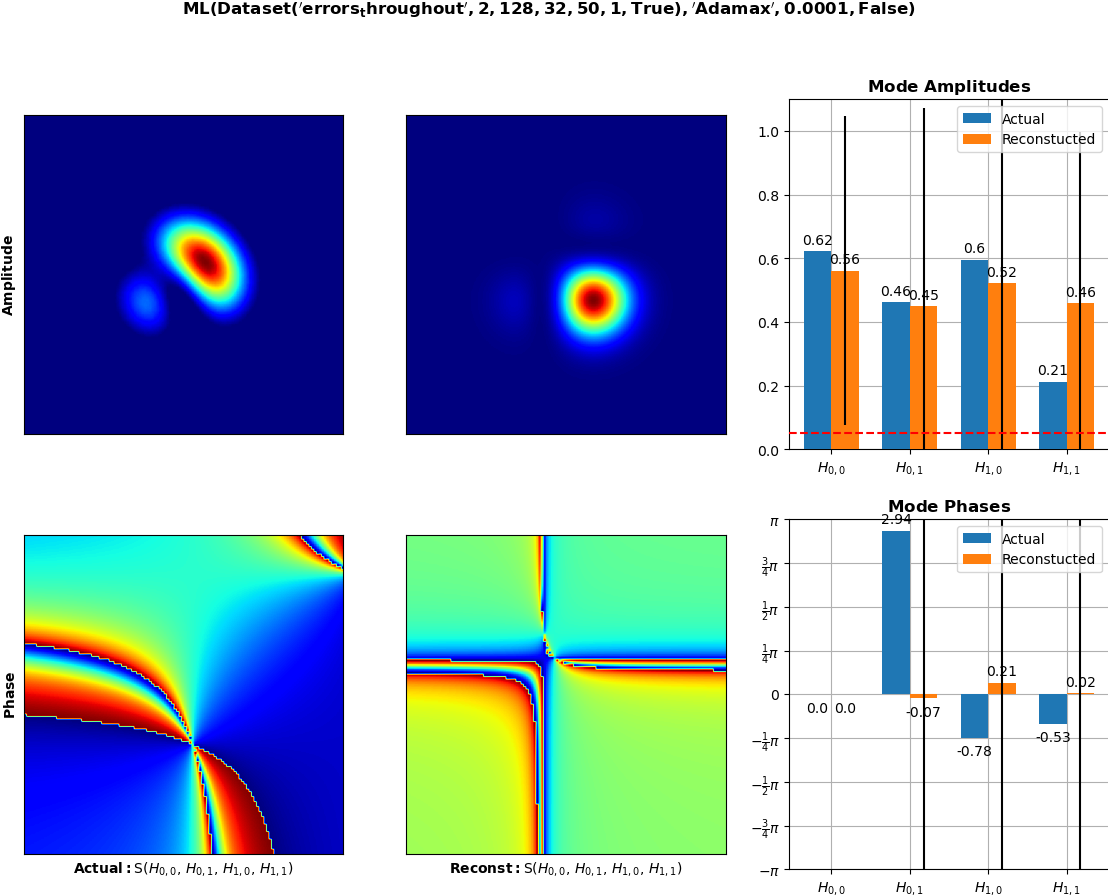 ML(Dataset('errors_throughout', 2, 128, 32, 50, 1, True), 'Adamax', 0.0001, False)
Mode Amplitudes
Amplitude
1.0
0.8
0.6
0.4
0.2
0.0
Actual
Reconstucted
0.62
0.56
0.46
0.45
0.6
0.52
0.21
0.46
H0,0
H0,1
H1,0
H1,1
Mode Phases
Phase
π
3/4π
1/2π
1/4π
0
−1/4π
−1/2π
−3/4π
−π
Actual
Reconstucted
0.0
0.0
2.94
-0.07
-0.78
0.21
-0.53
0.02
H0,0
H0,1
H1,0
H1,1
Actual: S(H0,0, H0,1, H1,0, H1,1)
Reconst: S(H0,0, H0,1, H1,0, H1,1)